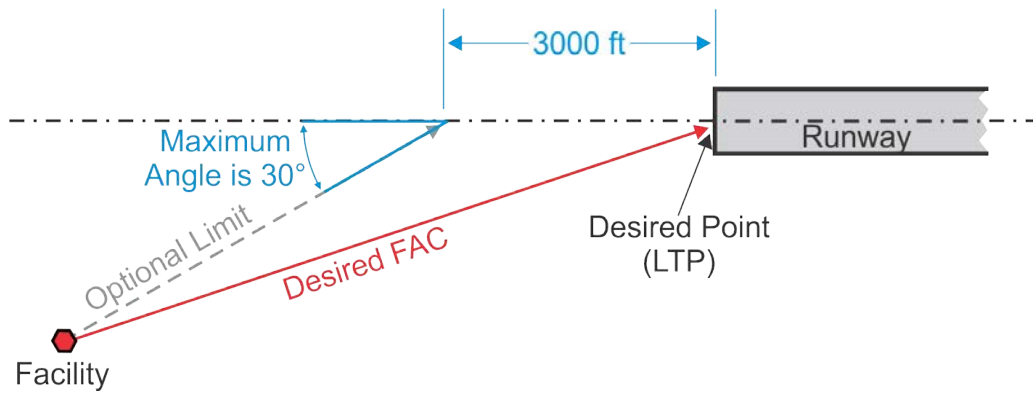 3000 ft
Maximum
Angle is 30°
Runway
Optional Limit
Desired FAC
Desired Point
(LTP)
Facility